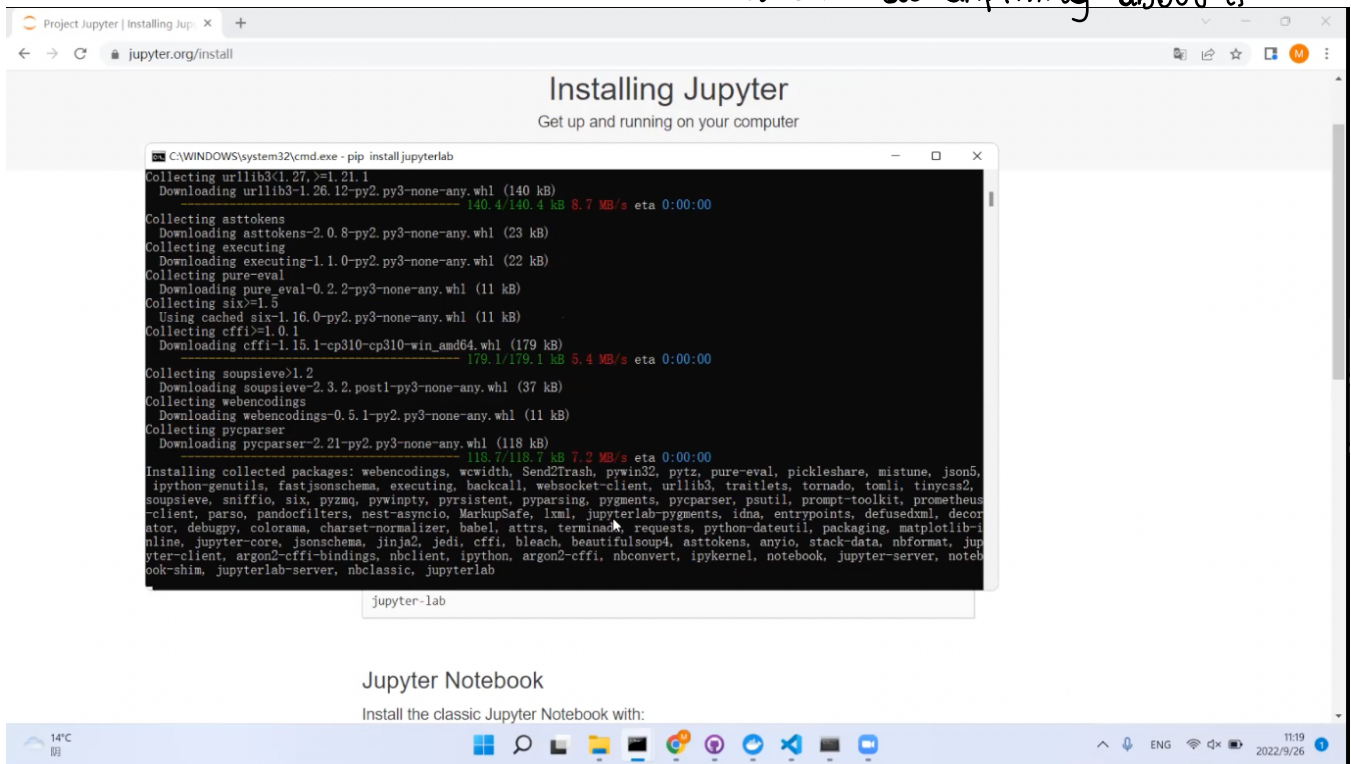 anything about is
Project Jupyter | Installing Jup
jupyter.org/install
M
Installing Jupyter
Get up and running on your computer
C:\WINDOWS\system32\cmd.exe - pip install jupyterlab
Collecting urllib3<1.27,>=1.21.1
Downloading urllib3-1.26.12-py2.py3-none-any.whl (140 kB)
140.4/140.4 kB 8.7 MB/s eta 0:00:00
Collecting asttokens
Downloading asttokens-2.0.8-py2.py3-none-any.whl (23 kB)
Collecting executing
Downloading executing-1.1.0-py2.py3-none-any.whl (22 kB)
Collecting pure-eval
Downloading pure_eval-0.2.2-py3-none-any.whl (11 kB)
Collecting six>=1.5
Using cached six-1.16.0-py2.py3-none-any.whl (11 kB)
Collecting cffi>=1.0.1
Downloading cffi-1.15.1-cp310-cp310-win_amd64.whl (179 kB)
179.1/179.1 kB 5.4 MB/s eta 0:00:00
Collecting soupsieve>1.2
Downloading soupsieve-2.3.2.post1-py3-none-any.whl (37 kB)
Collecting webencodings
Downloading webencodings-0.5.1-py2.py3-none-any.whl (11 kB)
Collecting pycparser
Downloading pycparser-2.21-py2.py3-none-any.whl (118 kB)
118.7/118.7 kB 7.2 MB/s eta 0:00:00
Installing collected packages: webencodings, wcwidth, Send2Trash, pywin32, pytz, pure-eval, pickleshare, mistune, json5,
ipython-genutils, fastjsonschema, executing, backcall, websocket-client, urllib3, traitlets, tornado, tomli, tinycss2,
soupsieve, sniffio, six, pyzmq, pywinpty, pyrsistent, pyparsing, pygments, pycparser, psutil, prompt-toolkit, prometheus
-client, parso, pandocfilters, nest-asyncio, MarkupSafe, lxml, jupyterlab-pygments, idna, entrypoints, defusedxml, decor
ator, debugpy, colorama, charset-normalizer, babel, attrs, terminado, requests, python-dateutil, packaging, matplotlib-i
nline, jupyter-core, jsonschema, jinja2, jedi, cffi, bleach, beautifulsoup4, asttokens, anyio, stack-data, nbformat, jup
yter-client, argon2-cffi-bindings, nbclient, ipython, argon2-cffi, nbconvert, ipykernel, notebook, jupyter-server, noteb
ook-shim, jupyterlab-server, nbclassic, jupyterlab
jupyter-lab
Jupyter Notebook
Install the classic Jupyter Notebook with:
14°C
阴
ENG
11:19
2022/9/26
1